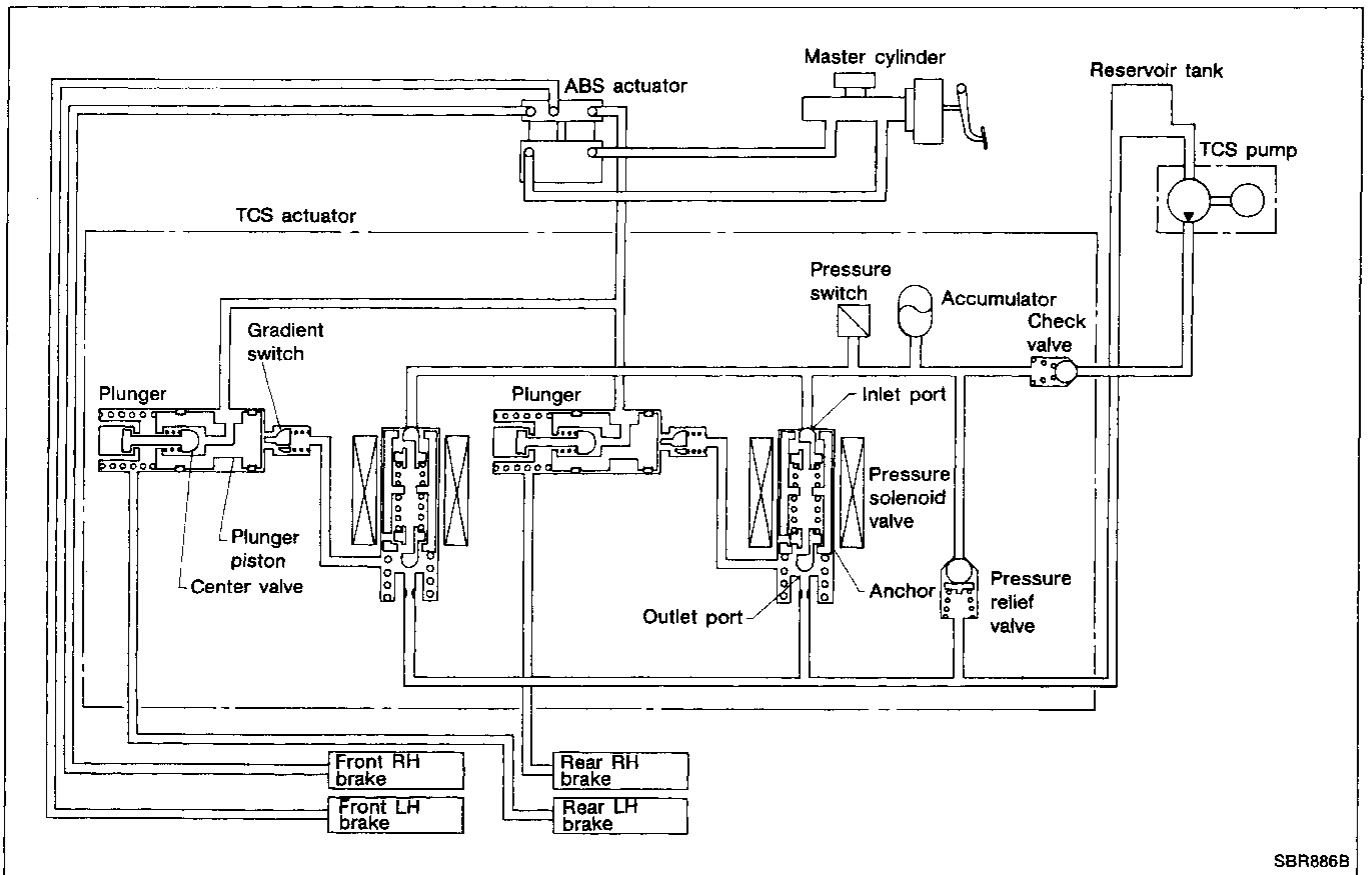 Master cylinder
Reservoir tank
ABS actuator
TCS pump
TCS actuator
Pressure
switch
Accumulator
Check
valve
Gradient
switch
Plunger
Plunger
Inlet port
Pressure
solenoid
valve
Plunger
piston
Center valve
Anchor
Pressure
relief
valve
Outlet port
Front RH
brake
Rear RH
brake
Front LH
brake
Rear LH
brake
SBR886B